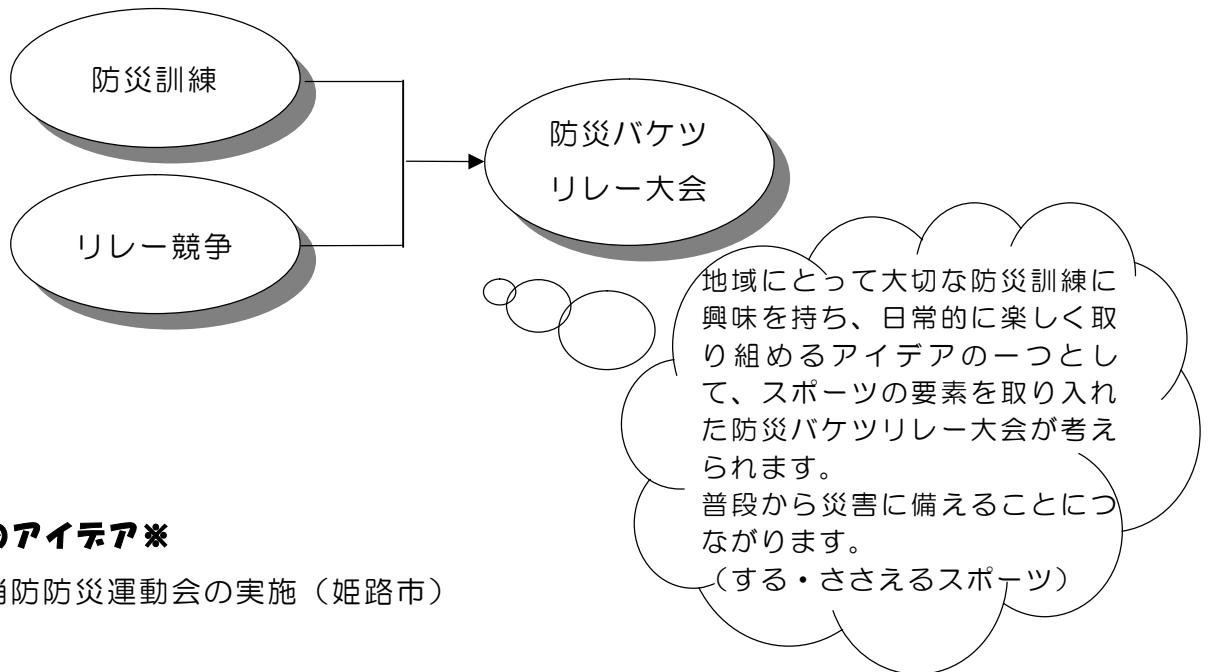 防災訓練
リレー競争
防災バケツ
リレー大会
地域にとって大切な防災訓練に
興味を持ち、日常的に楽しく取
り組めるアイデアの一つとし
て、スポーツの要素を取り入れ
た防災バケツリレー大会が考え
られます。
普段から災害に備えることにつ
ながります。
（する・ささえるスポーツ）
のアイデア※
消防防災運動会の実施（姫路市）